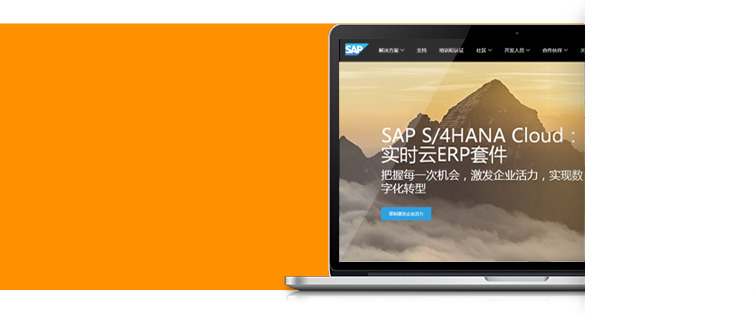 SAP
解决方案 支持 培训和认证 社区 开发人员 合作伙伴
SAP S/4HANA Cloud：
实时云ERP套件
把握每一次机会，激发企业活力，实现数
字化转型